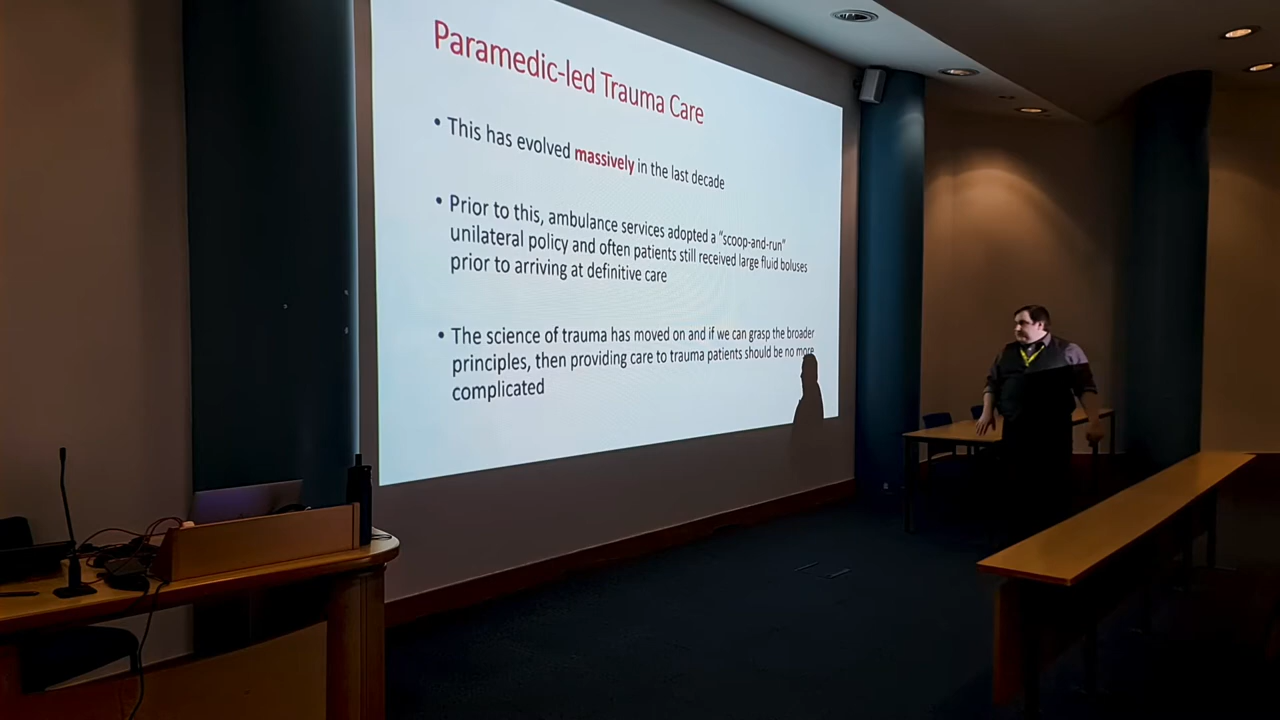 Paramedic-led Trauma Care
• This has evolved massively in the last decade
• Prior to this, ambulance services adopted a “scoop-and-run”
unilateral policy and often patients still received large fluid boluses
prior to arriving at definitive care
• The science of trauma has moved on and if we can grasp the broader
principles, then providing care to trauma patients should be no more
complicated